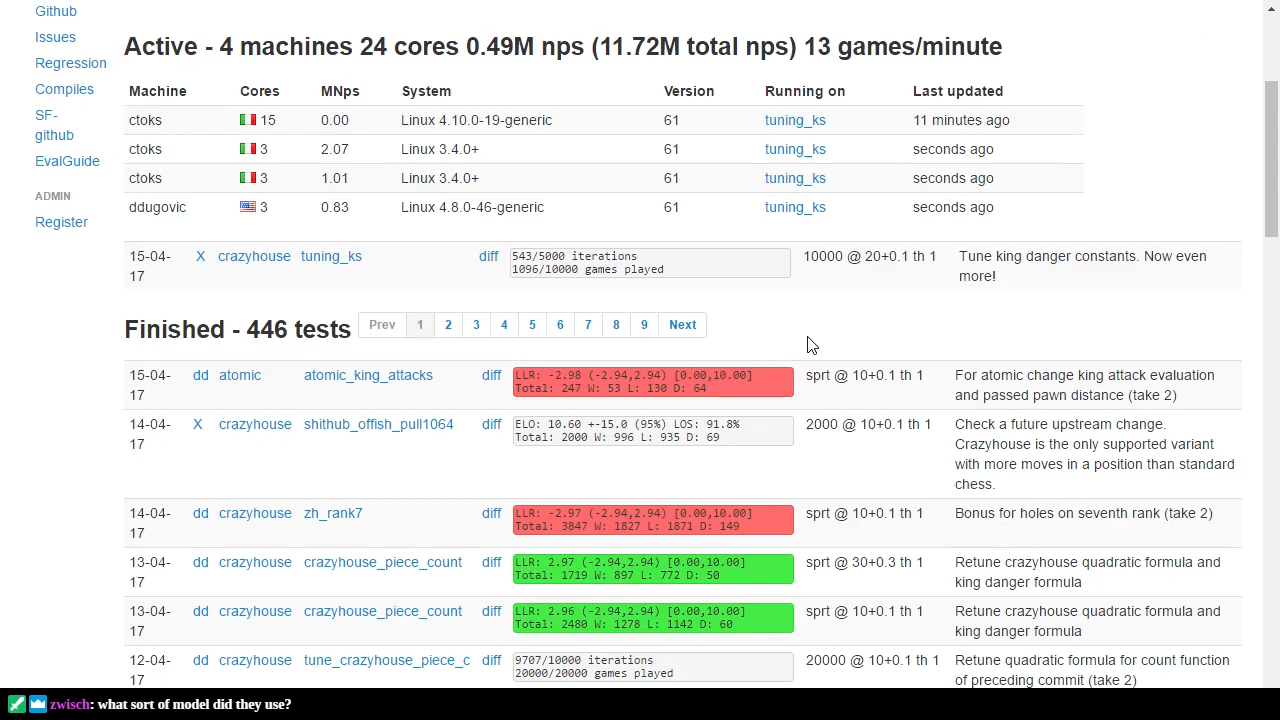 Github
Issues
Regression
Compiles
SF-
github
EvalGuide
ADMIN
Register
Active - 4 machines 24 cores 0.49M nps (11.72M total nps) 13 games/minute
Machine Cores MNps System Version Running on Last updated
ctoks 15 0.00 Linux 4.10.0-19-generic 61 tuning_ks 11 minutes ago
ctoks 3 2.07 Linux 3.4.0+ 61 tuning_ks seconds ago
ctoks 3 1.01 Linux 3.4.0+ 61 tuning_ks seconds ago
ddugovic 3 0.83 Linux 4.8.0-46-generic 61 tuning_ks seconds ago
15-04- X crazyhouse tuning_ks diff 543/5000 iterations 10000 @ 20+0.1 th 1 Tune king danger constants. Now even
17 1096/10000 games played more!
Finished - 446 tests Prev 1 2 3 4 5 6 7 8 9 Next
15-04- dd atomic atomic_king_attacks diff LLR: -2.98 (-2.94,2.94) [0.00,10.00] sprt @ 10+0.1 th 1 For atomic change king attack evaluation
17 Total: 247 W: 53 L: 130 D: 64 and passed pawn distance (take 2)
14-04- X crazyhouse shithub_offish_pull1064 diff ELO: 10.60 +-15.0 (95%) LOS: 91.8% 2000 @ 10+0.1 th 1 Check a future upstream change.
17 Total: 2000 W: 996 L: 935 D: 69 Crazyhouse is the only supported variant
with more moves in a position than standard
chess.
14-04- dd crazyhouse zh_rank7 diff LLR: -2.97 (-2.94,2.94) [0.00,10.00] sprt @ 10+0.1 th 1 Bonus for holes on seventh rank (take 2)
17 Total: 3847 W: 1827 L: 1871 D: 149
13-04- dd crazyhouse crazyhouse_piece_count diff LLR: 2.97 (-2.94,2.94) [0.00,10.00] sprt @ 30+0.3 th 1 Retune crazyhouse quadratic formula and
17 Total: 1719 W: 897 L: 772 D: 50 king danger formula
13-04- dd crazyhouse crazyhouse_piece_count diff LLR: 2.96 (-2.94,2.94) [0.00,10.00] sprt @ 10+0.1 th 1 Retune crazyhouse quadratic formula and
17 Total: 2480 W: 1278 L: 1142 D: 60 king danger formula
12-04- dd crazyhouse tune_crazyhouse_piece_c diff 9707/10000 iterations 20000 @ 10+0.1 th 1 Retune quadratic formula for count function
17 20000/20000 games played of preceding commit (take 2)
zwisch: what sort of model did they use?